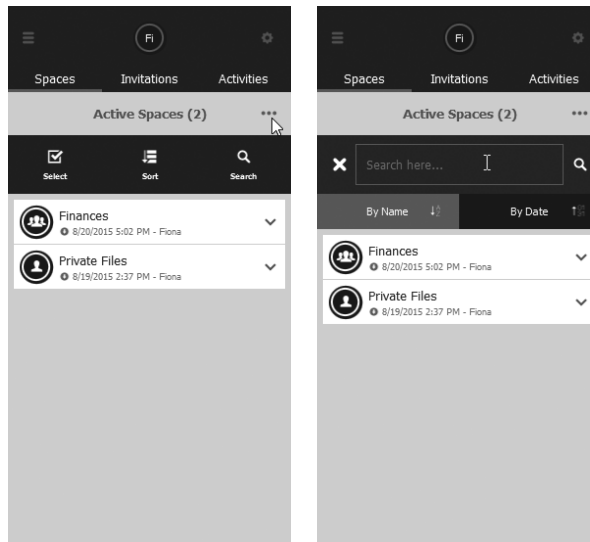 Fi
Spaces Invitations Activities
Active Spaces (2)
Select Sort Search
Finances
8/20/2015 5:02 PM - Fiona
Private Files
8/19/2015 2:37 PM - Fiona
Fi
Spaces Invitations Activities
Active Spaces (2)
Search here...
By Name By Date
Finances
8/20/2015 5:02 PM - Fiona
Private Files
8/19/2015 2:37 PM - Fiona